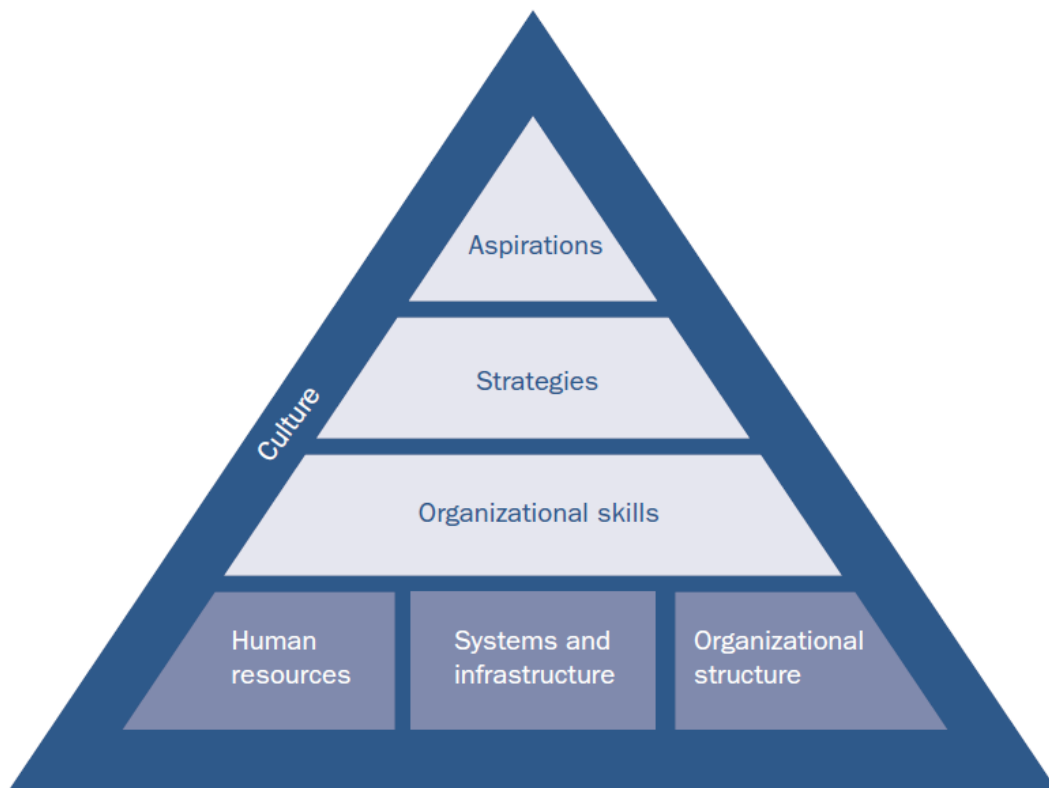 Aspirations
Strategies
Culture
Organizational skills
Human
resources
Systems and
infrastructure
Organizational
structure